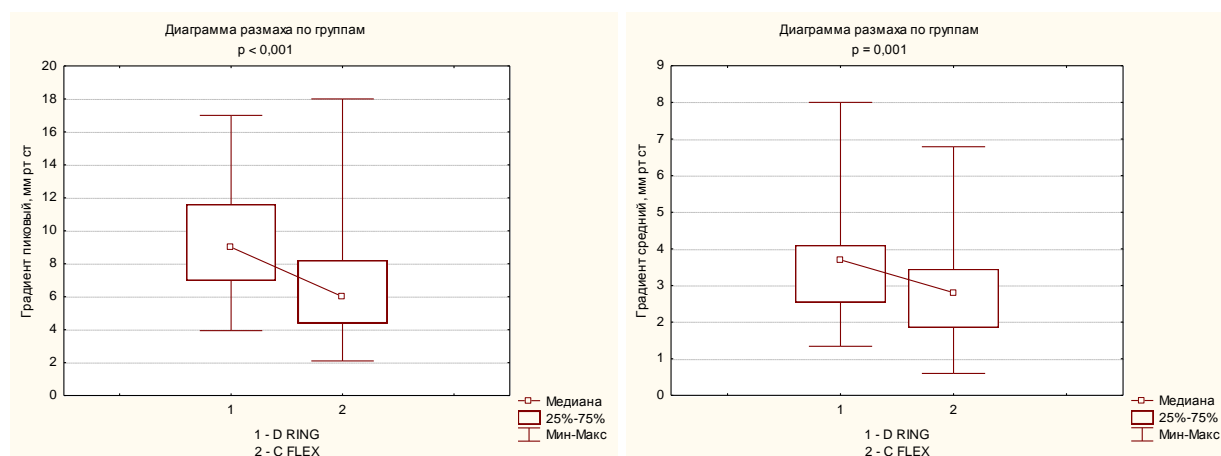 Диаграмма размаха по группам
p < 0,001
Градиент пиковый, мм рт ст
20
18
16
14
12
10
8
6
4
2
0
1
2
1 - D RING
2 - C FLEX
Медиана
25%-75%
Мин-Макс
Диаграмма размаха по группам
p = 0,001
Градиент средний, мм рт ст
9
8
7
6
5
4
3
2
1
0
1
2
1 - D RING
2 - C FLEX
Медиана
25%-75%
Мин-Макс